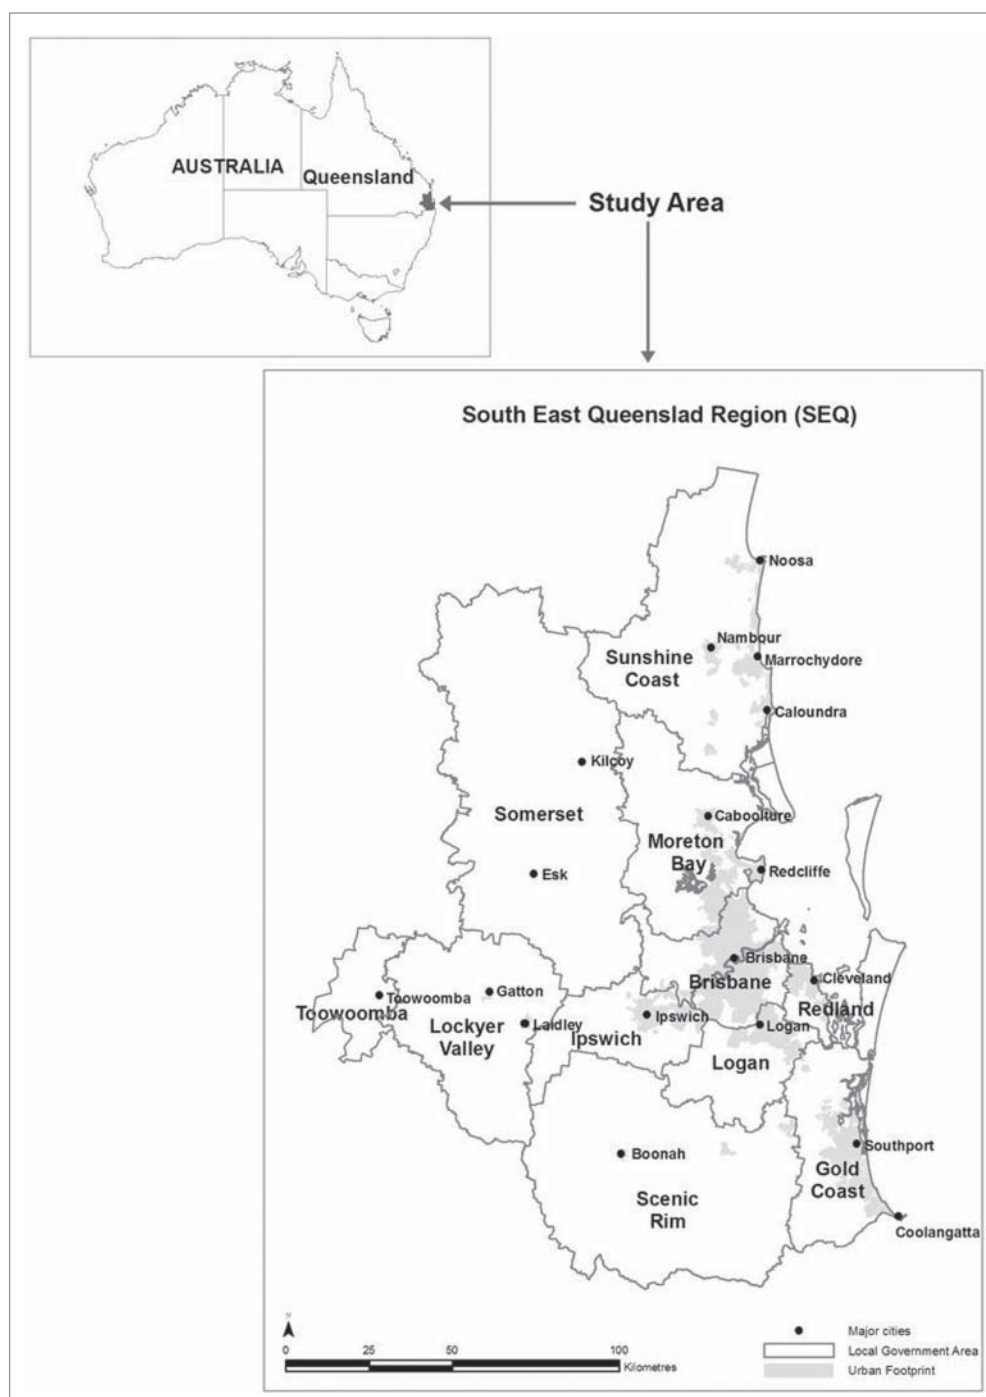 AUSTRALIA
Queensland
Study Area
South East Queenslad Region (SEQ)
Noosa
Nambour
Sunshine
Coast
Marrochydore
Caloundra
Kilcoy
Somerset
Caboolture
Moreton
Bay
Redcliffe
Esk
Brisbane
Brisbane
Cleveland
Redland
Toowoomba
Toowoomba
Gatton
Lockyer
Valley
Laidley
Ipswich
Ipswich
Logan
Logan
Boonah
Southport
Gold
Coast
Scenic
Rim
Coolangatta
N
0 25 50 100
Kilometres
Major cities
Local Government Area
Urban Footprint